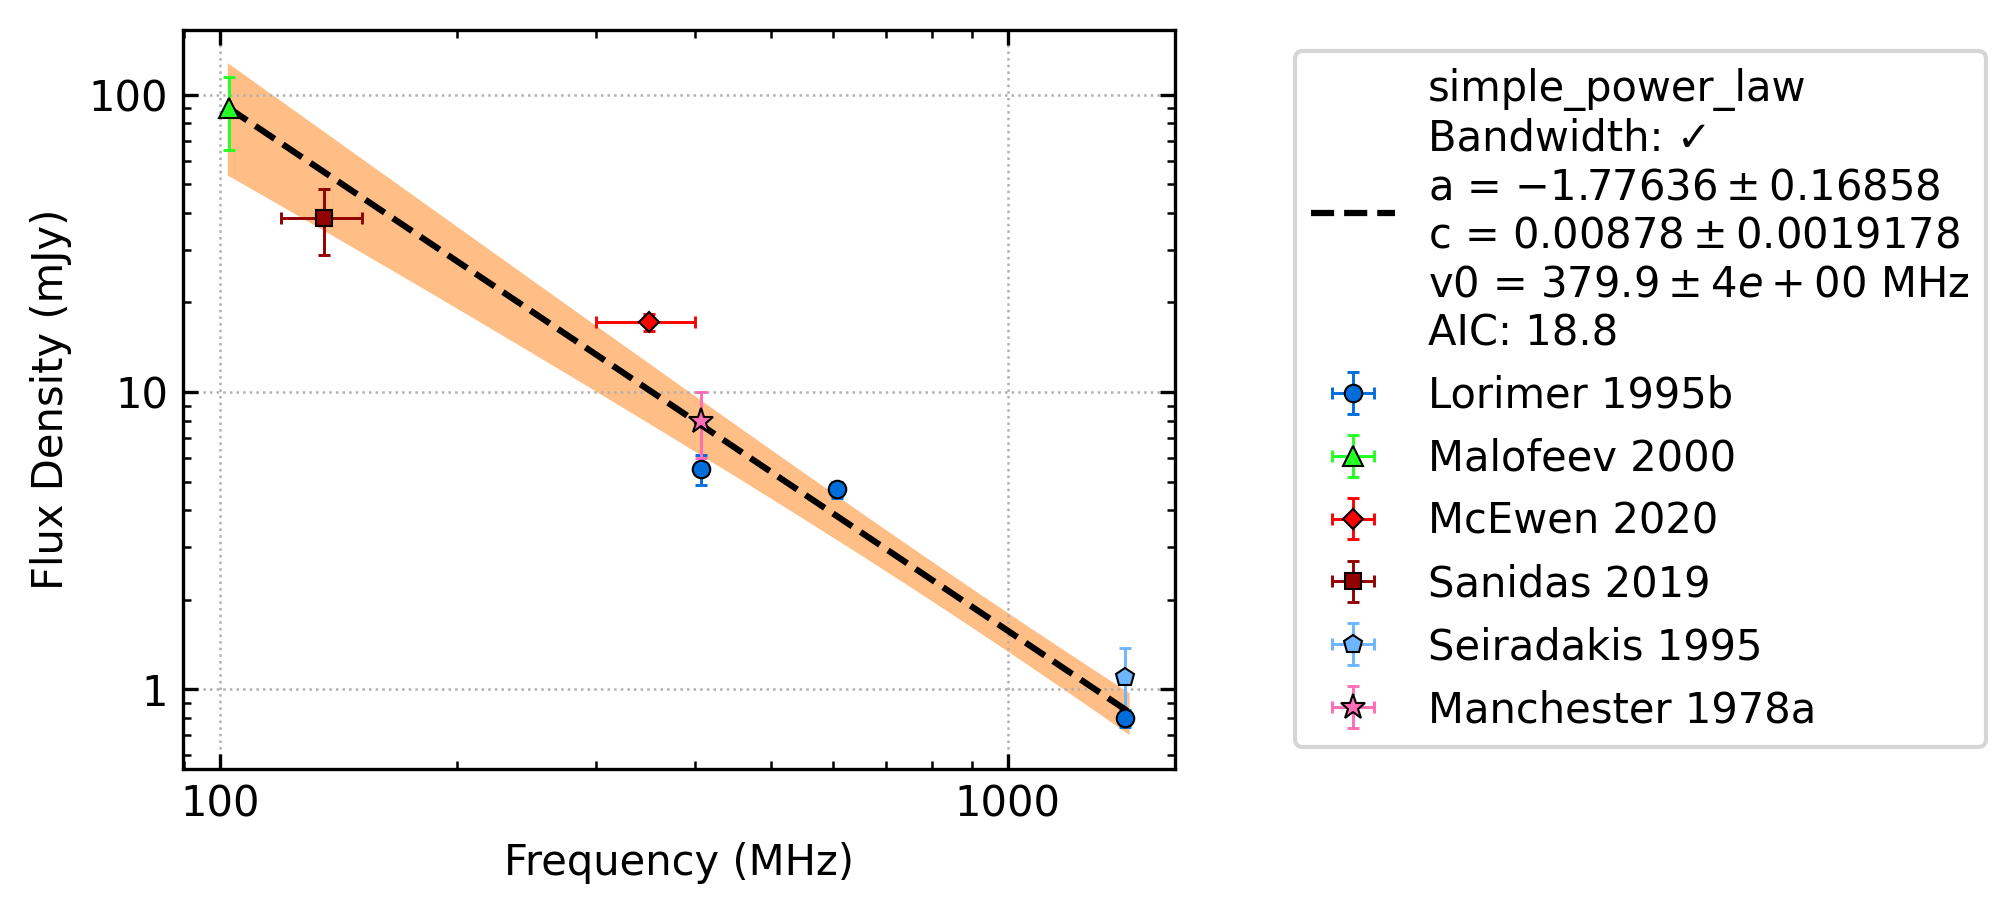 100
10
1
100
1000
Flux Density (mJy)
Frequency (MHz)
simple_power_law
Bandwidth: ✓
a = −1.77636 ± 0.16858
c = 0.00878 ± 0.0019178
v0 = 379.9 ± 4e + 00 MHz
AIC: 18.8
Lorimer 1995b
Malofeev 2000
McEwen 2020
Sanidas 2019
Seiradakis 1995
Manchester 1978a